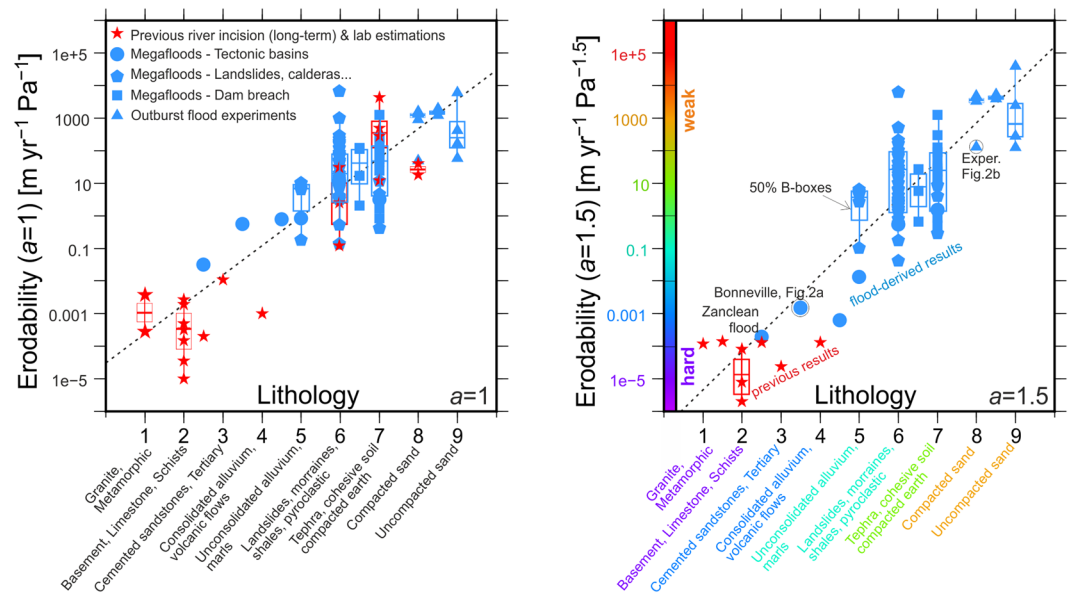 Previous river incision (long-term) & lab estimations
Megafloods - Tectonic basins
Megafloods - Landslides, calderas...
Megafloods - Dam breach
Outburst flood experiments
Erodability (a=1) [m yr⁻¹ Pa⁻¹]
1e+5
1000
10
0.1
0.001
1e-5
Lithology
a=1
1
2
3
4
5
6
7
8
9
Granite,
Metamorphic
Basement, Limestone, Schists
Cemented sandstones, Tertiary
Consolidated alluvium,
volcanic flows
Unconsolidated alluvium,
marls
Landslides, morraines,
shales, pyroclastic
Tephra, cohesive soil
compacted earth
Compacted sand
Uncompacted sand
Erodability (a=1.5) [m yr⁻¹ Pa⁻¹·⁵]
1e+5
1000
10
0.1
0.001
1e-5
weak
hard
50% B-boxes
Exper.
Fig.2b
flood-derived results
Bonneville, Fig.2a
Zanclean
flood
previous results
Lithology
a=1.5
1
2
3
4
5
6
7
8
9
Granite,
Metamorphic
Basement, Limestone, Schists
Cemented sandstones, Tertiary
Consolidated alluvium,
volcanic flows
Unconsolidated alluvium,
marls
Landslides, morraines,
shales, pyroclastic
Tephra, cohesive soil
compacted earth
Compacted sand
Uncompacted sand